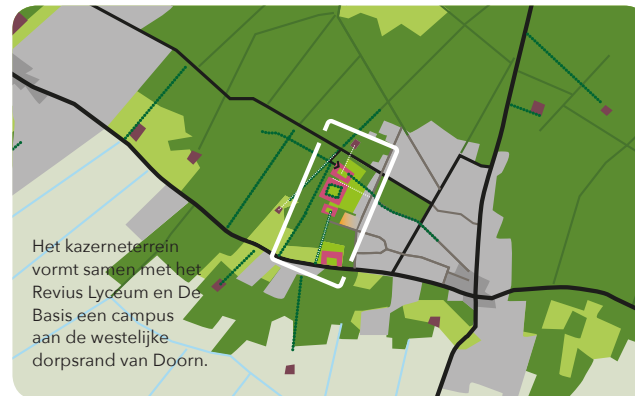 Het kazerneterrein
vormt samen met het
Revius Lyceum en De
Basis een campus
aan de westelijke
dorpsrand van Doorn.